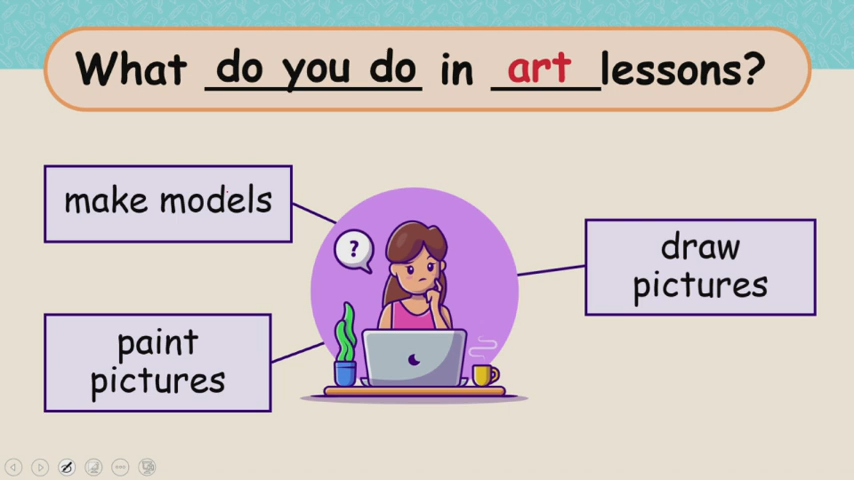 What do you do in art lessons?
make models
draw
pictures
paint
pictures
?